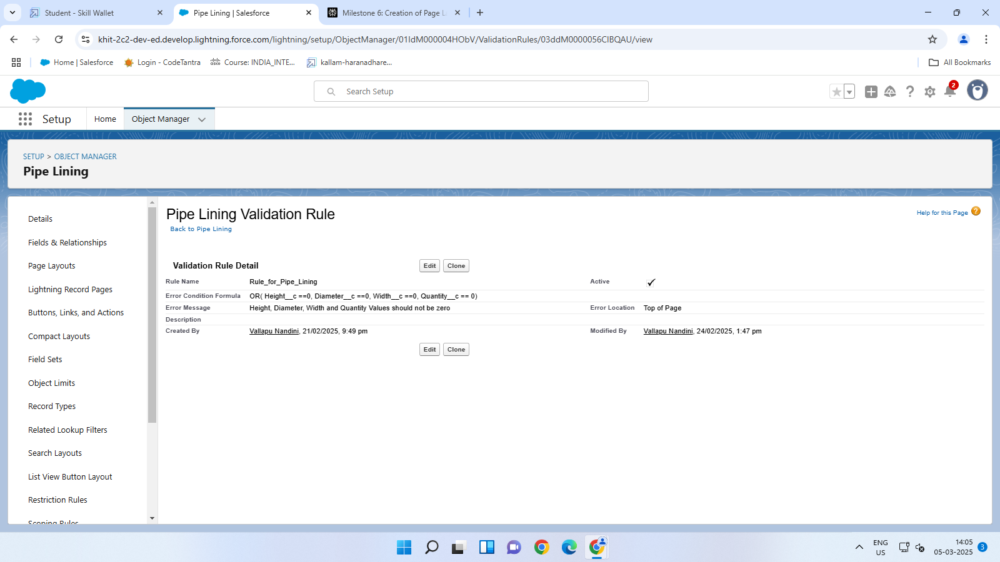 Student - Skill Wallet
Pipe Lining | Salesforce
Milestone 6: Creation of Page L
khit-2c2-dev-ed.develop.lightning.force.com/lightning/setup/ObjectManager/01IdM000004HObV/ValidationRules/03ddM0000056CIBQAU/view
Home | Salesforce
Login - CodeTantra
Course: INDIA_INTE...
kallam-haranadhare...
All Bookmarks
Search Setup
2
Setup
Home
Object Manager
SETUP > OBJECT MANAGER
Pipe Lining
Details
Fields & Relationships
Page Layouts
Lightning Record Pages
Buttons, Links, and Actions
Compact Layouts
Field Sets
Object Limits
Record Types
Related Lookup Filters
Search Layouts
List View Button Layout
Restriction Rules
Scoping Rules
Pipe Lining Validation Rule
Help for this Page
Back to Pipe Lining
Validation Rule Detail
Edit
Clone
Rule Name Rule_for_Pipe_Lining Active
Error Condition Formula OR( Height__c ==0, Diameter__c ==0, Width__c ==0, Quantity__c == 0)
Error Message Height, Diameter, Width and Quantity Values should not be zero Error Location Top of Page
Description
Created By Vallapu Nandini, 21/02/2025, 9:49 pm Modified By Vallapu Nandini, 24/02/2025, 1:47 pm
Edit
Clone
ENG
US
14:05
05-03-2025
3